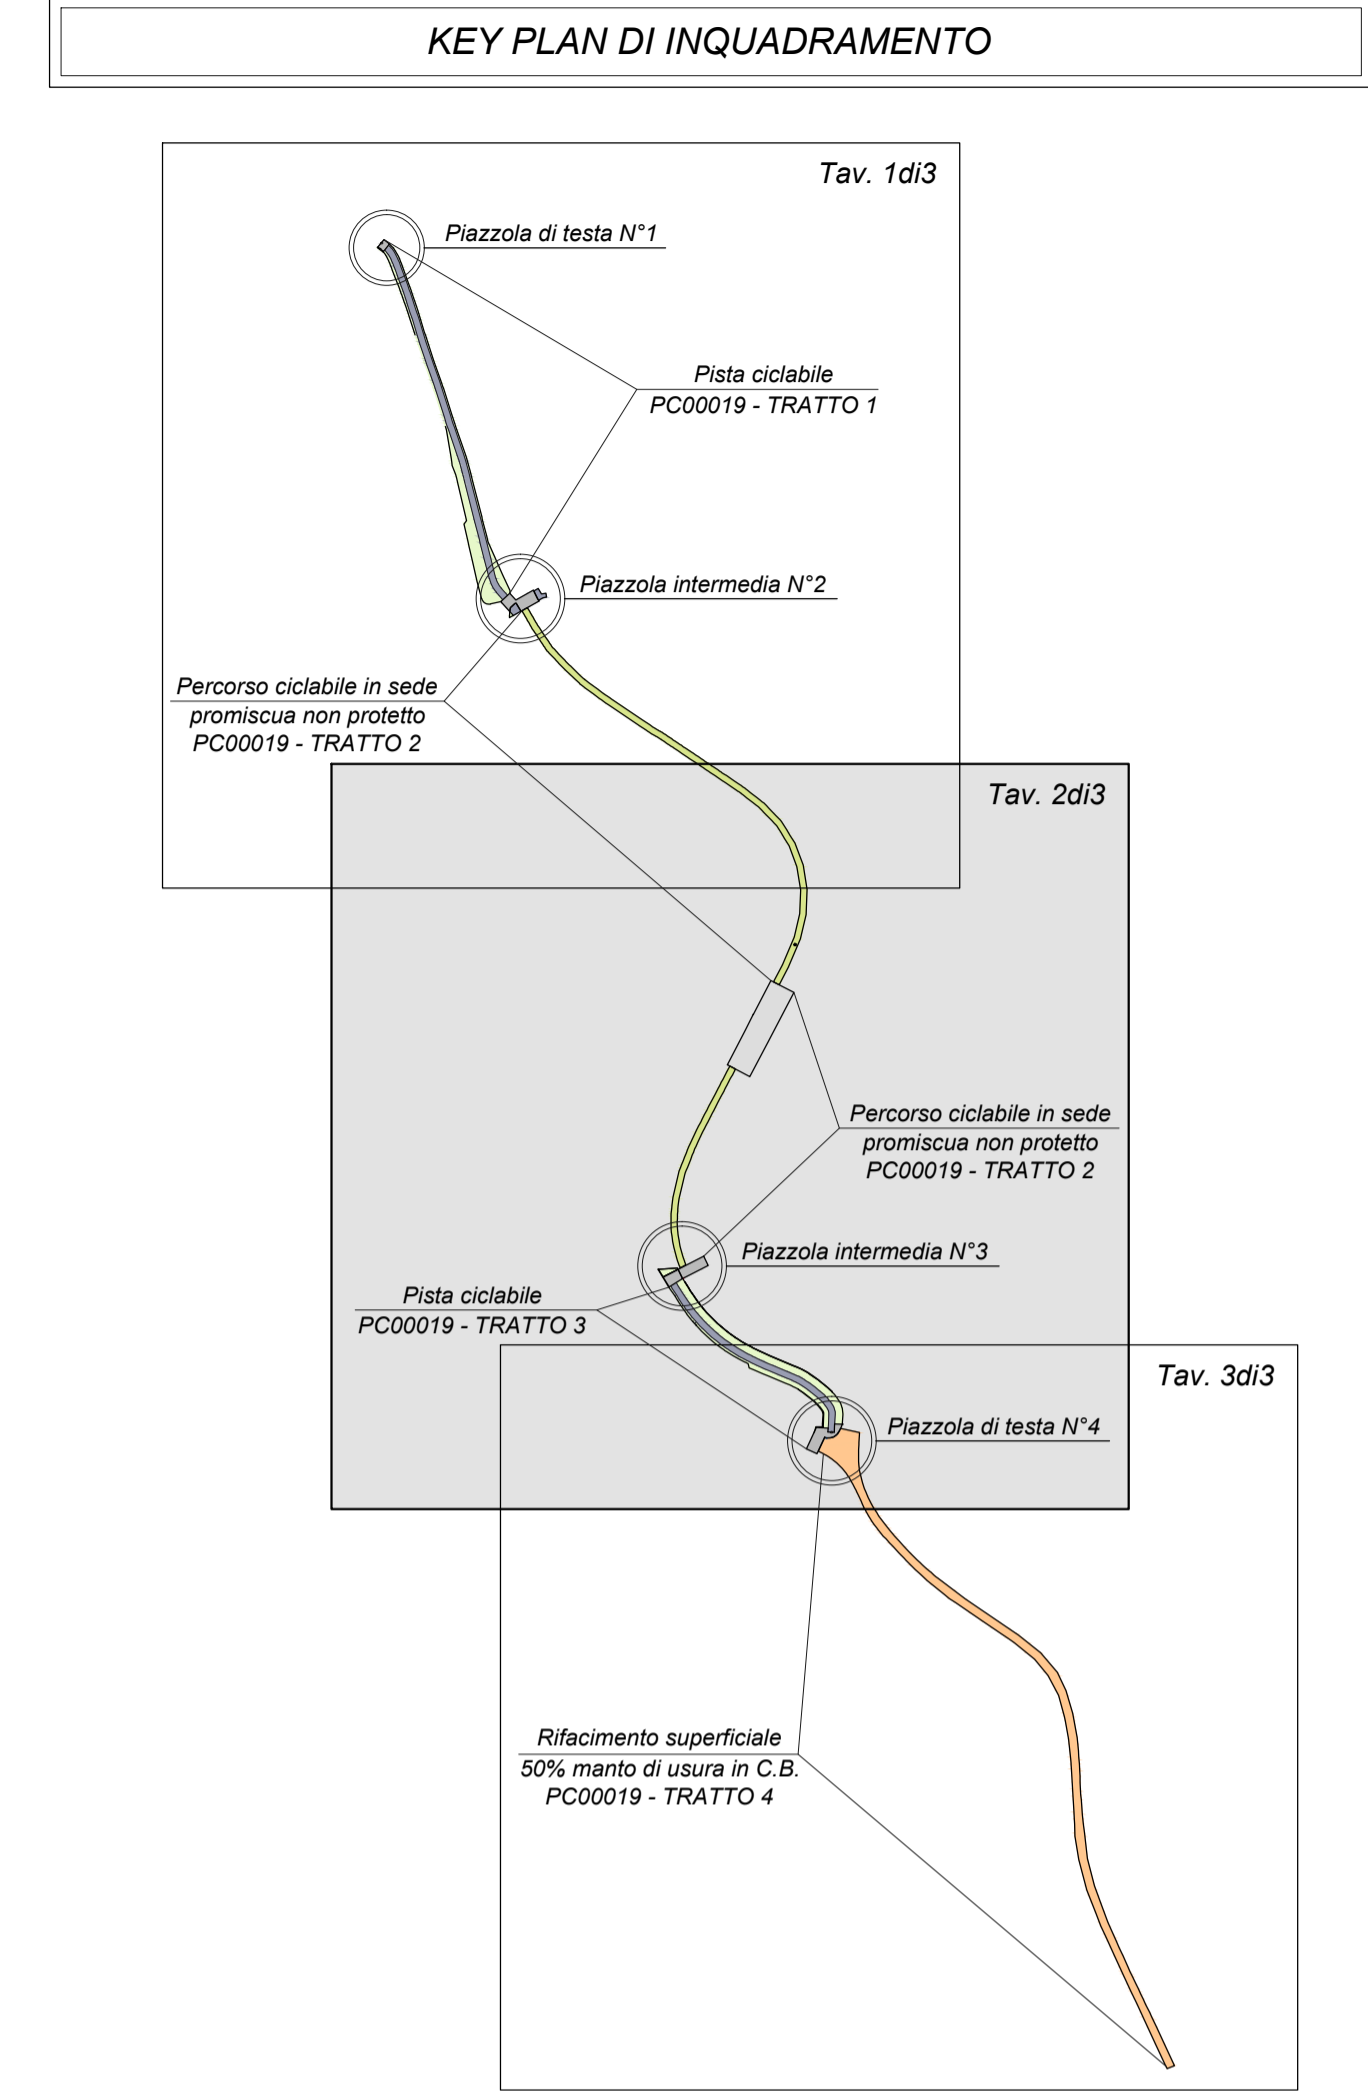 KEY PLAN DI INQUADRAMENTO
Tav. 1di3
Piazzola di testa N°1
Pista ciclabile
PC00019 - TRATTO 1
Piazzola intermedia N°2
Percorso ciclabile in sede
promiscua non protetto
PC00019 - TRATTO 2
Tav. 2di3
Percorso ciclabile in sede
promiscua non protetto
PC00019 - TRATTO 2
Piazzola intermedia N°3
Pista ciclabile
PC00019 - TRATTO 3
Tav. 3di3
Piazzola di testa N°4
Rifacimento superficiale
50% manto di usura in C.B.
PC00019 - TRATTO 4